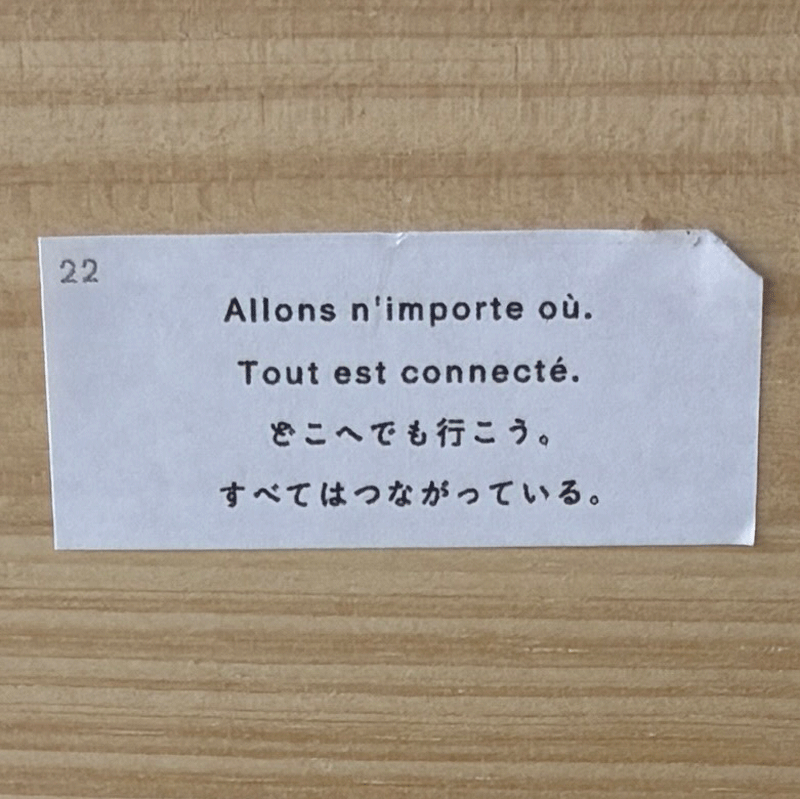 22
Allons n'importe où.
Tout est connecté.
どこへでも行こう。
すべてはつながっている。